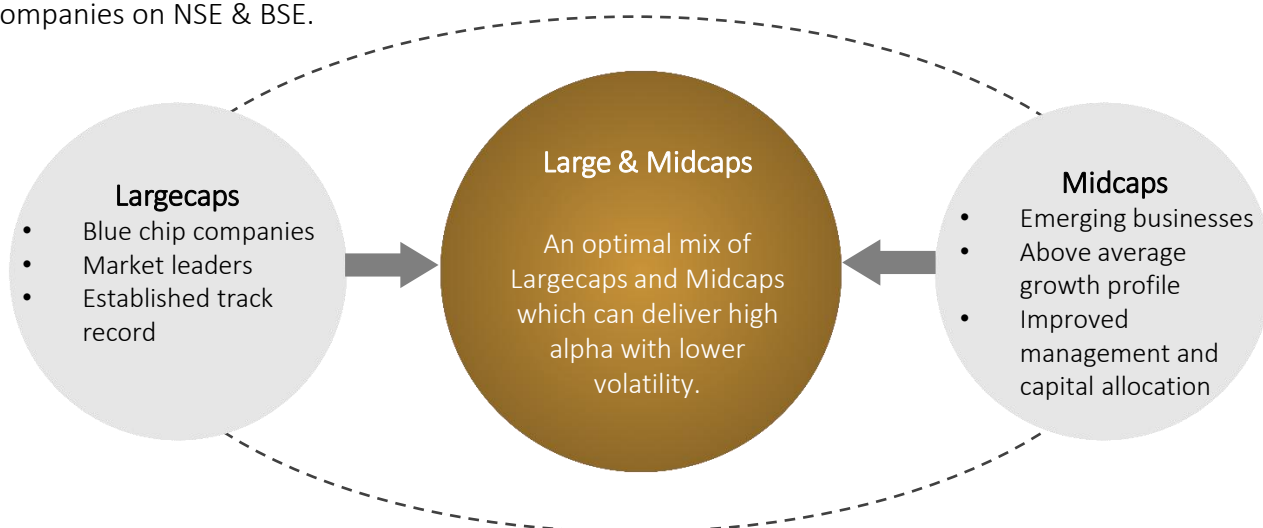 ompanies on NSE & BSE.
Largecaps
• Blue chip companies
• Market leaders
• Established track
record
Large & Midcaps
An optimal mix of
Largecaps and Midcaps
which can deliver high
alpha with lower
volatility.
Midcaps
• Emerging businesses
• Above average
growth profile
• Improved
management and
capital allocation